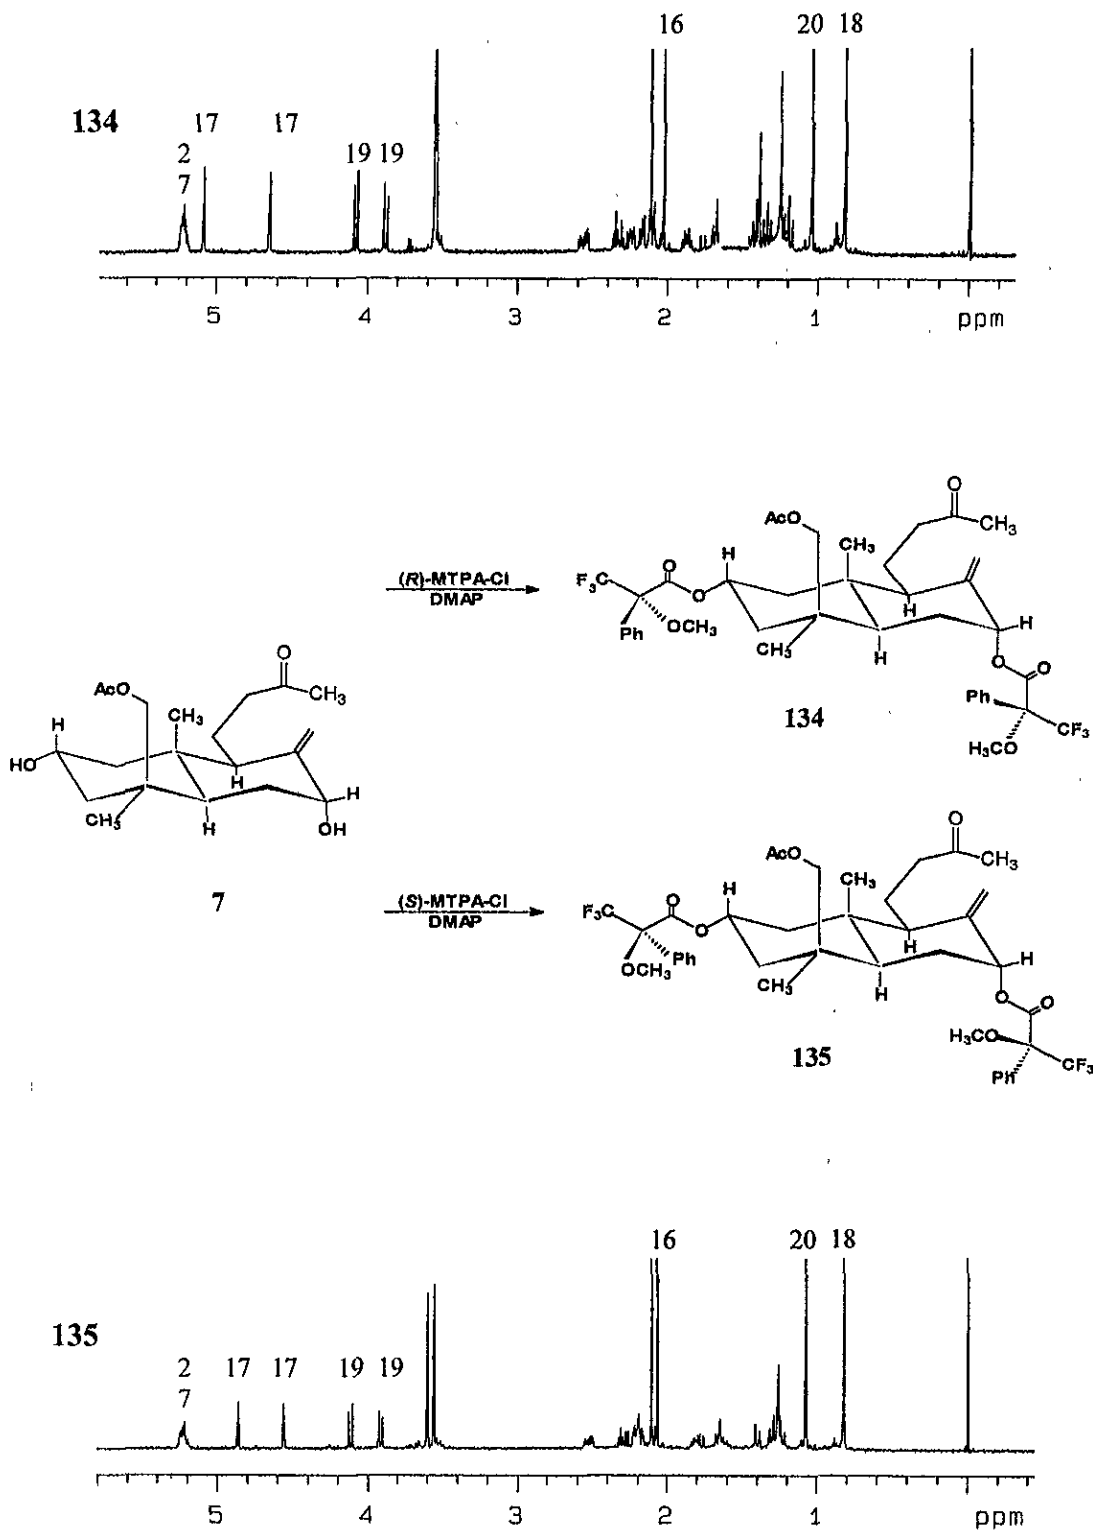 16 20 18
134
17 17
2
19 19
7
5 4 3 2 1 ppm
O
AcO CH₃
H CH₃
O
(R)-MTPA-Cl
DMAP
F₃C O H H
Ph OCH₃ CH₃ H O O
O Ph
AcO CH₃ 134 CF₃
H CH₃ H₃CO
HO H H
CH₃ H OH
O
AcO CH₃
7
(S)-MTPA-Cl
DMAP
H CH₃
O
F₃C O H H
Ph
OCH₃ CH₃ H O O
H₃CO
135 CF₃
Ph
16 20 18
135
2 17 17 19 19
7
5 4 3 2 1 ppm